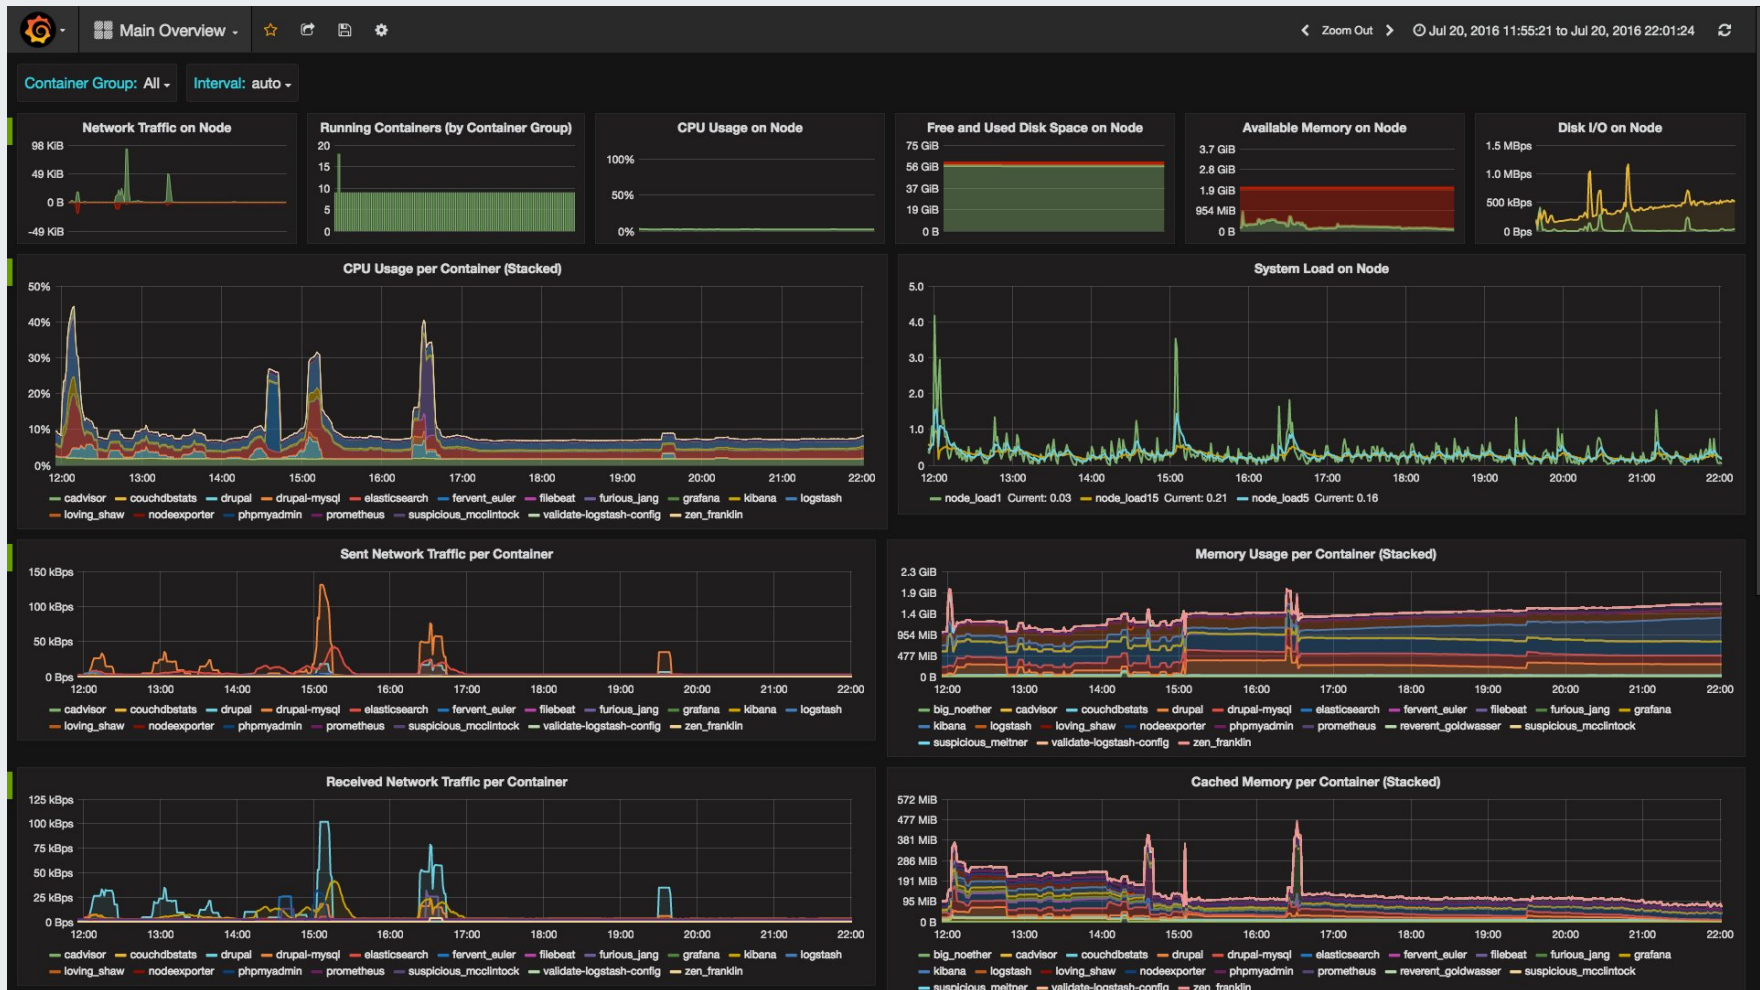 Main Overview
Zoom Out
Jul 20, 2016 11:55:21 to Jul 20, 2016 22:01:24
Container Group: All
Interval: auto
Network Traffic on Node
98 KiB
49 KiB
0 B
-49 KiB
Running Containers (by Container Group)
20
15
10
5
0
CPU Usage on Node
100%
50%
0%
Free and Used Disk Space on Node
75 GiB
56 GiB
37 GiB
19 GiB
0 B
Available Memory on Node
3.7 GiB
2.8 GiB
1.9 GiB
954 MiB
0 B
Disk I/O on Node
1.5 MBps
1.0 MBps
500 kBps
0 Bps
CPU Usage per Container (Stacked)
50%
40%
30%
20%
10%
0%
12:00 13:00 14:00 15:00 16:00 17:00 18:00 19:00 20:00 21:00 22:00
cadvisor couchdbstats drupal drupal-mysql elasticsearch fervent_euler filebeat furious_jang grafana kibana logstash
loving_shaw nodeexporter phpmyadmin prometheus suspicious_mcclintock validate-logstash-config zen_franklin
System Load on Node
5.0
4.0
3.0
2.0
1.0
0
12:00 13:00 14:00 15:00 16:00 17:00 18:00 19:00 20:00 21:00 22:00
node_load1 Current: 0.03 node_load15 Current: 0.21 node_load5 Current: 0.16
Sent Network Traffic per Container
150 kBps
100 kBps
50 kBps
0 Bps
12:00 13:00 14:00 15:00 16:00 17:00 18:00 19:00 20:00 21:00 22:00
cadvisor couchdbstats drupal drupal-mysql elasticsearch fervent_euler filebeat furious_jang grafana kibana logstash
loving_shaw nodeexporter phpmyadmin prometheus suspicious_mcclintock validate-logstash-config zen_franklin
Memory Usage per Container (Stacked)
2.3 GiB
1.9 GiB
1.4 GiB
954 MiB
477 MiB
0 B
12:00 13:00 14:00 15:00 16:00 17:00 18:00 19:00 20:00 21:00 22:00
big_noether cadvisor couchdbstats drupal drupal-mysql elasticsearch fervent_euler filebeat furious_jang grafana
kibana logstash loving_shaw nodeexporter phpmyadmin prometheus reverent_goldwasser suspicious_mcclintock
suspicious_meitner validate-logstash-config zen_franklin
Received Network Traffic per Container
125 kBps
100 kBps
75 kBps
50 kBps
25 kBps
0 Bps
12:00 13:00 14:00 15:00 16:00 17:00 18:00 19:00 20:00 21:00 22:00
cadvisor couchdbstats drupal drupal-mysql elasticsearch fervent_euler filebeat furious_jang grafana kibana logstash
loving_shaw nodeexporter phpmyadmin prometheus suspicious_mcclintock validate-logstash-config zen_franklin
Cached Memory per Container (Stacked)
572 MiB
477 MiB
381 MiB
286 MiB
191 MiB
95 MiB
0 B
12:00 13:00 14:00 15:00 16:00 17:00 18:00 19:00 20:00 21:00 22:00
big_noether cadvisor couchdbstats drupal drupal-mysql elasticsearch fervent_euler filebeat furious_jang grafana
kibana logstash loving_shaw nodeexporter phpmyadmin prometheus reverent_goldwasser suspicious_mcclintock
suspicious_meitner validate-logstash-config zen_franklin